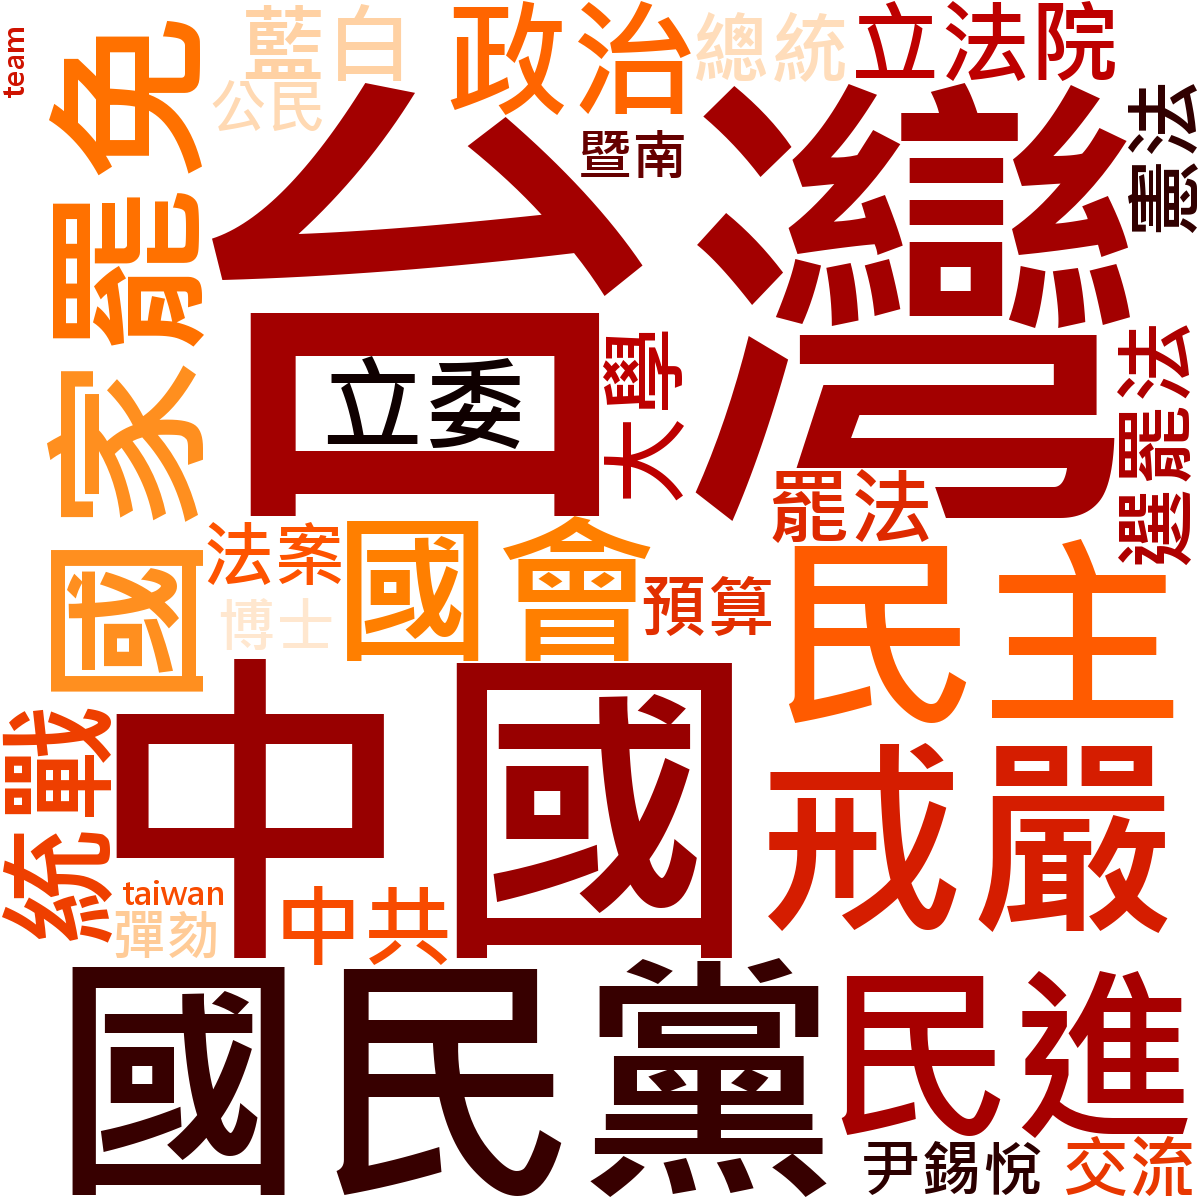 team
免
罷
家
國
藍白
公民
政治
總統
立法院
憲法
暨南
台灣
立委
大學
選罷法
罷法
法案
國會
預算
博士
民主
中國
戒嚴
統戰
taiwan
彈劾
中共
國民黨
民進
尹錫悅
交流